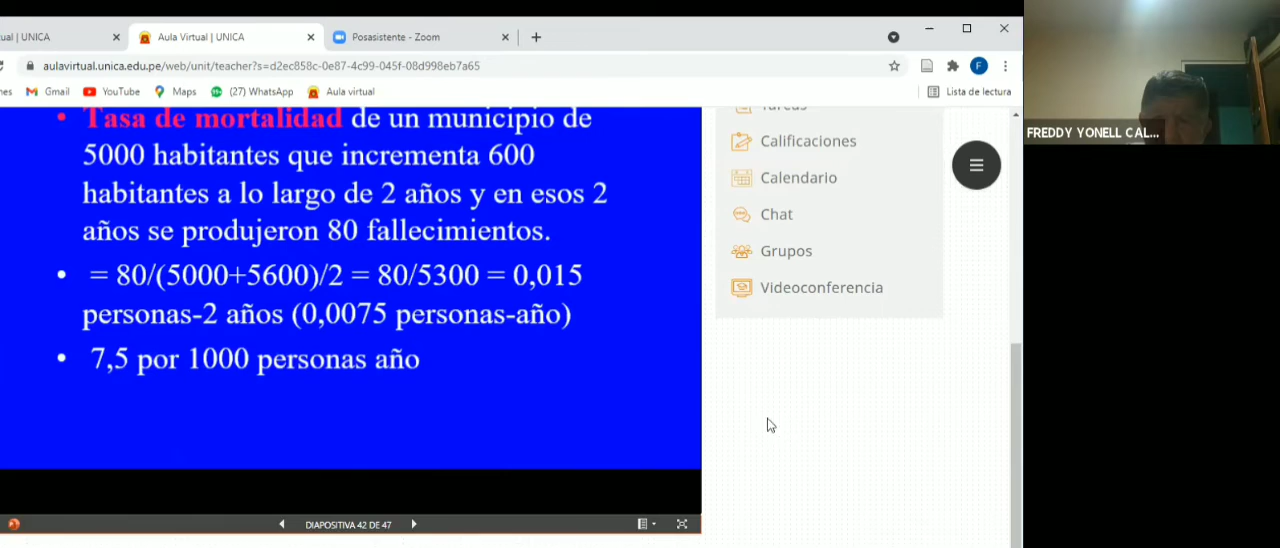 ual | UNICA
Aula Virtual | UNICA
Posasistente - Zoom
aulavirtual.unica.edu.pe/web/unit/teacher?s=d2ec858c-0e87-4c99-045f-08d998eb7a65
F
nes
Gmail
YouTube
Maps
(27) WhatsApp
Aula virtual
Lista de lectura
• Tasa de mortalidad de un municipio de
5000 habitantes que incrementa 600
habitantes a lo largo de 2 años y en esos 2
años se produjeron 80 fallecimientos.
• = 80/(5000+5600)/2 = 80/5300 = 0,015
personas-2 años (0,0075 personas-año)
• 7,5 por 1000 personas año
DIAPOSITIVA 42 DE 47
Tareas
Calificaciones
Calendario
Chat
Grupos
Videoconferencia
FREDDY YONELL CAL...